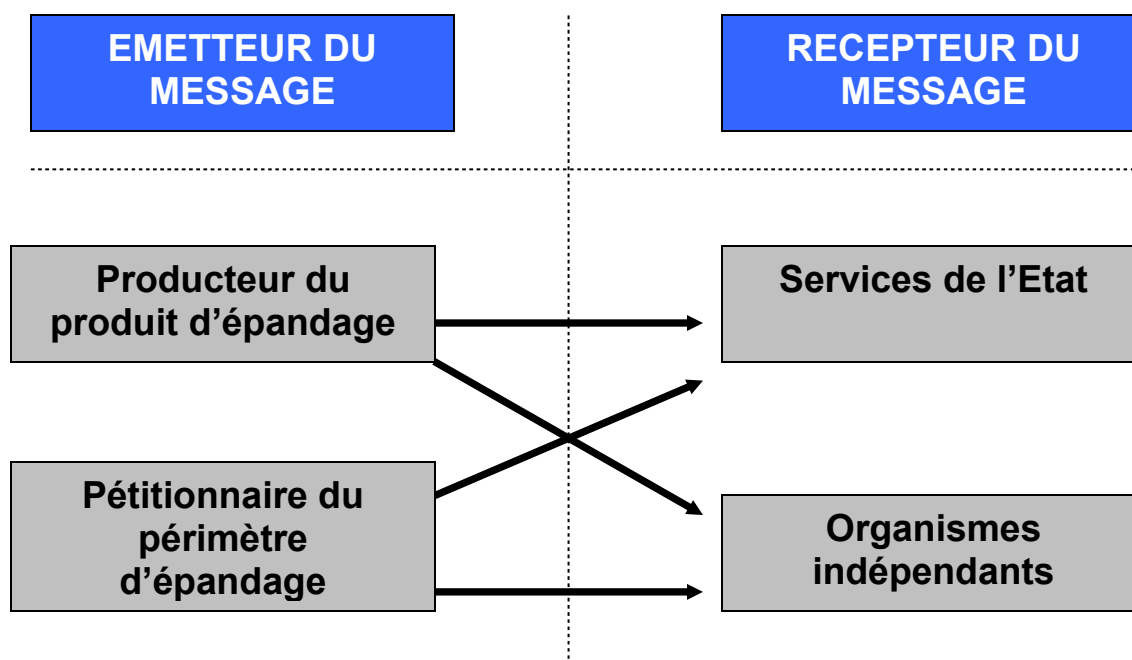 EMETTEUR DU
MESSAGE
RECEPTEUR DU
MESSAGE
Producteur du
produit d’épandage
Services de l’Etat
Pétitionnaire du
périmètre
d’épandage
Organismes
indépendants